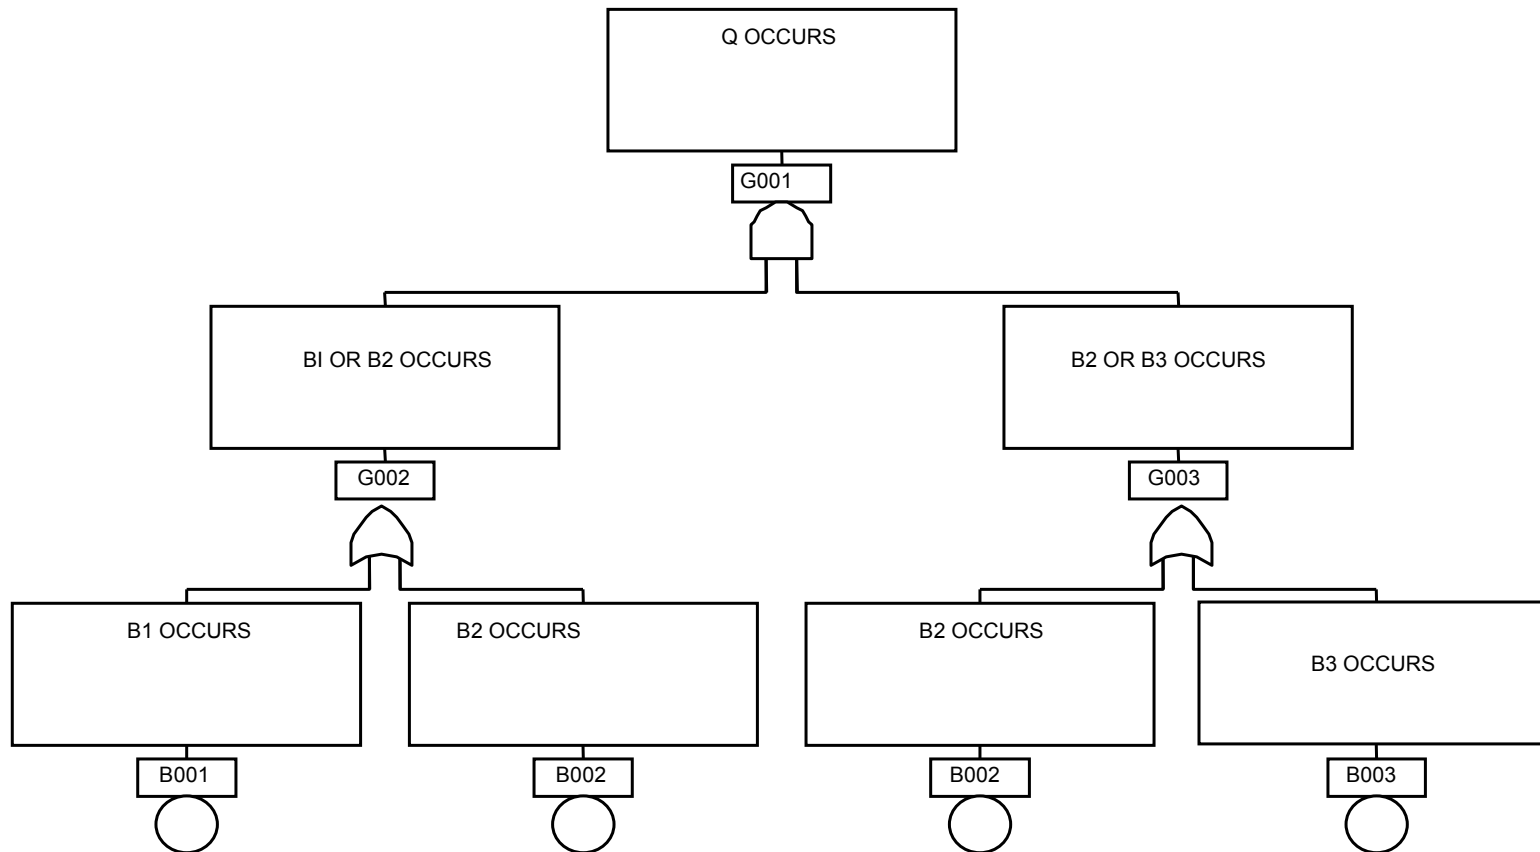 Q OCCURS
G001
BI OR B2 OCCURS
B2 OR B3 OCCURS
G002
G003
B1 OCCURS
B2 OCCURS
B2 OCCURS
B3 OCCURS
B001
B002
B002
B003